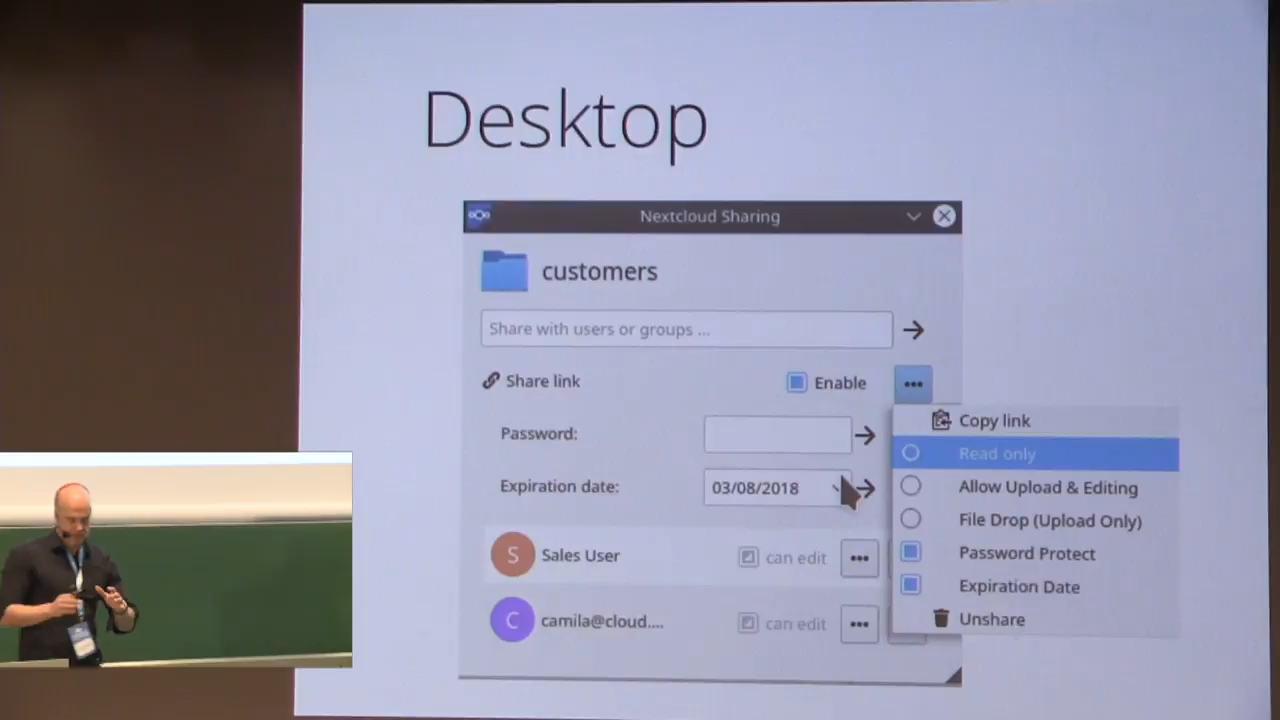 Desktop
Nextcloud Sharing
customers
Share with users or groups ...
Share link
Enable
Copy link
Password:
Read only
Expiration date:
03/08/2018
Allow Upload & Editing
File Drop (Upload Only)
S
Sales User
can edit
Password Protect
Expiration Date
C
camila@cloud....
can edit
Unshare